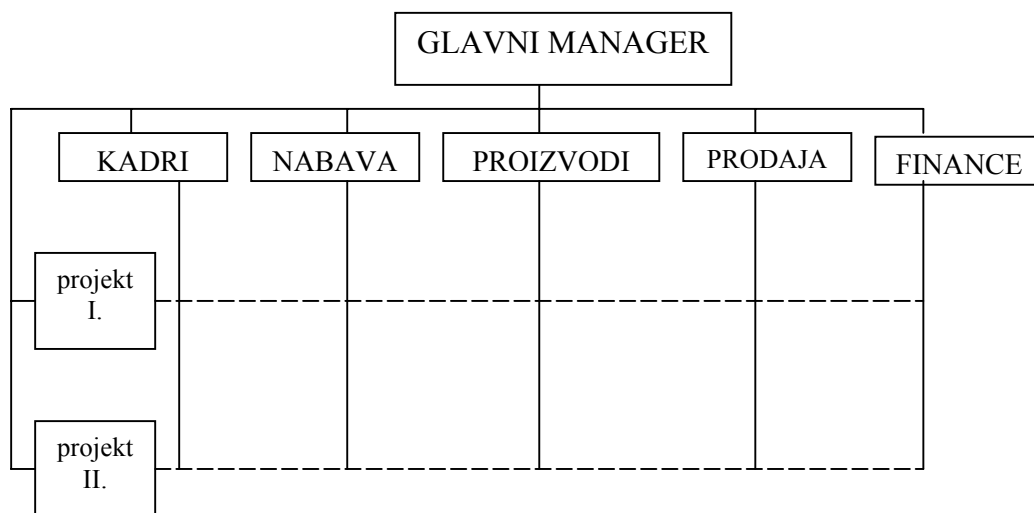 GLAVNI MANAGER
KADRI
NABAVA
PROIZVODI
PRODAJA
FINANCE
projekt
I.
projekt
II.